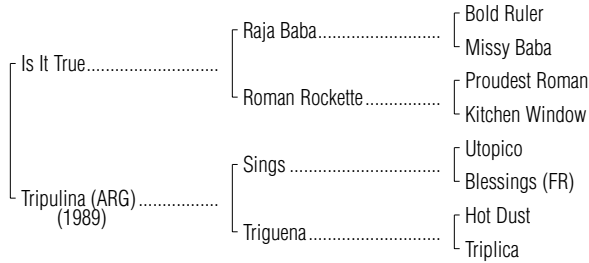 Bold Ruler
Raja Baba
Missy Baba
Is It True
Proudest Roman
Roman Rockette
Kitchen Window
Utopico
Sings
Blessings (FR)
Tripulina (ARG)
(1989)
Hot Dust
Triguena
Triplica